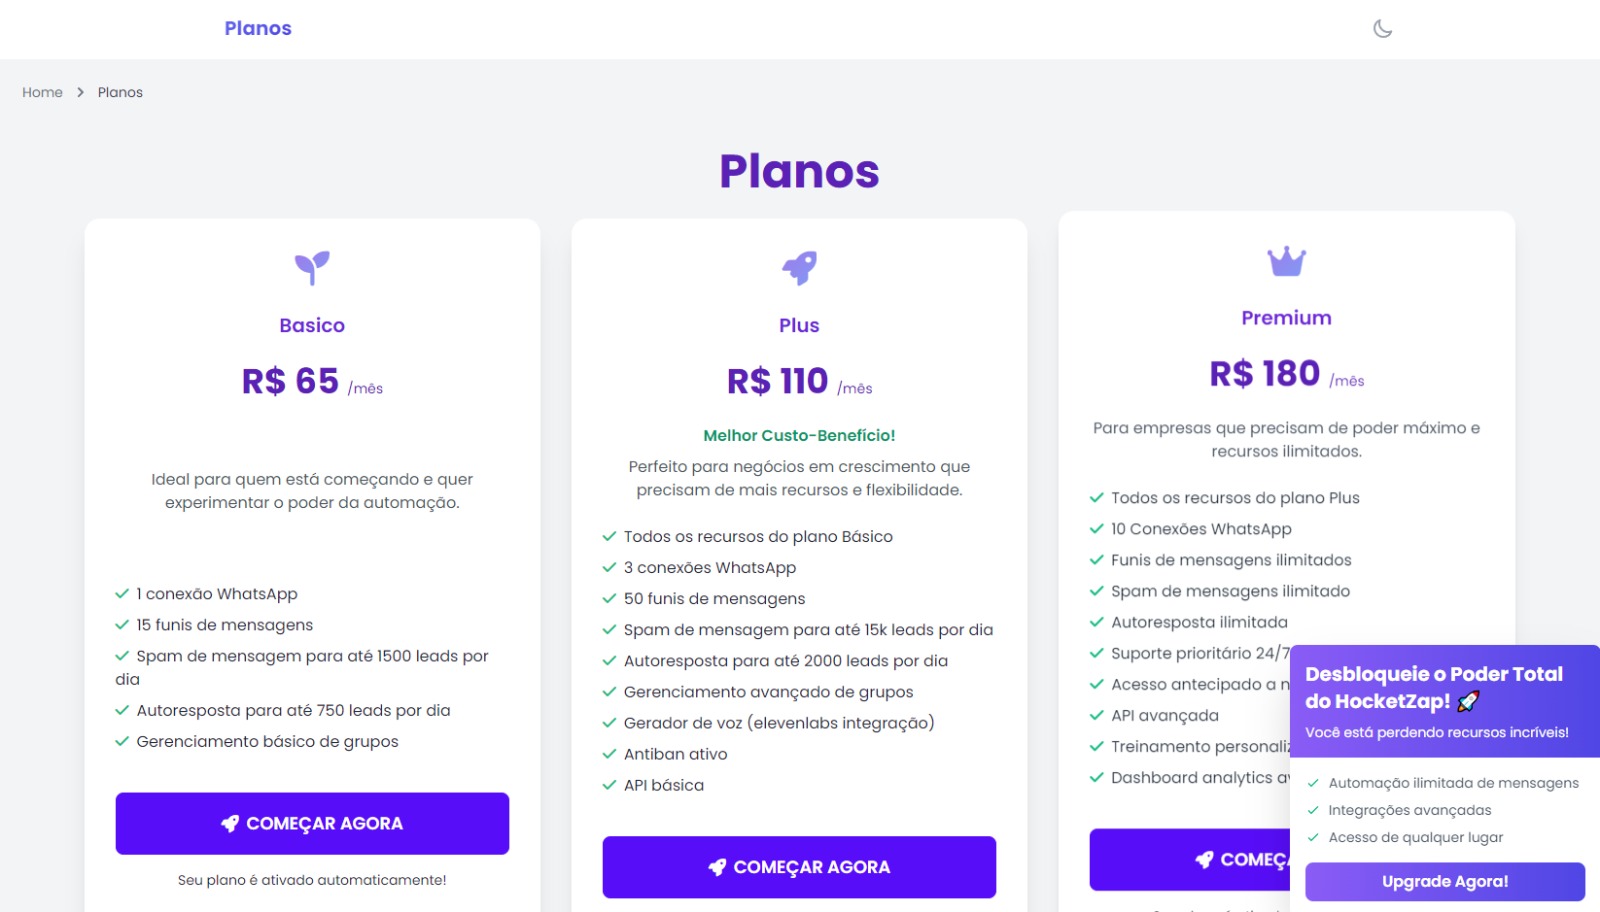 Planos
Home > Planos
Planos
Basico
R$ 65 /mês
Ideal para quem está começando e quer
experimentar o poder da automação.
1 conexão WhatsApp
15 funis de mensagens
Spam de mensagem para até 1500 leads por
dia
Autoresposta para até 750 leads por dia
Gerenciamento básico de grupos
COMEÇAR AGORA
Seu plano é ativado automaticamente!
Plus
R$ 110 /mês
Melhor Custo-Benefício!
Perfeito para negócios em crescimento que
precisam de mais recursos e flexibilidade.
Todos os recursos do plano Básico
3 conexões WhatsApp
50 funis de mensagens
Spam de mensagem para até 15k leads por dia
Autoresposta para até 2000 leads por dia
Gerenciamento avançado de grupos
Gerador de voz (elevenlabs integração)
Antiban ativo
API básica
COMEÇAR AGORA
Premium
R$ 180 /mês
Para empresas que precisam de poder máximo e
recursos ilimitados.
Todos os recursos do plano Plus
10 Conexões WhatsApp
Funis de mensagens ilimitados
Spam de mensagens ilimitado
Autoresposta ilimitada
Suporte prioritário 24/7
Acesso antecipado a
API avançada
Treinamento
Dashboard analytics
Desbloqueie o Poder Total
do HocketZap! 🚀
Você está perdendo recursos incríveis!
Automação ilimitada de mensagens
Integrações avançadas
Acesso de qualquer lugar
Upgrade Agora!